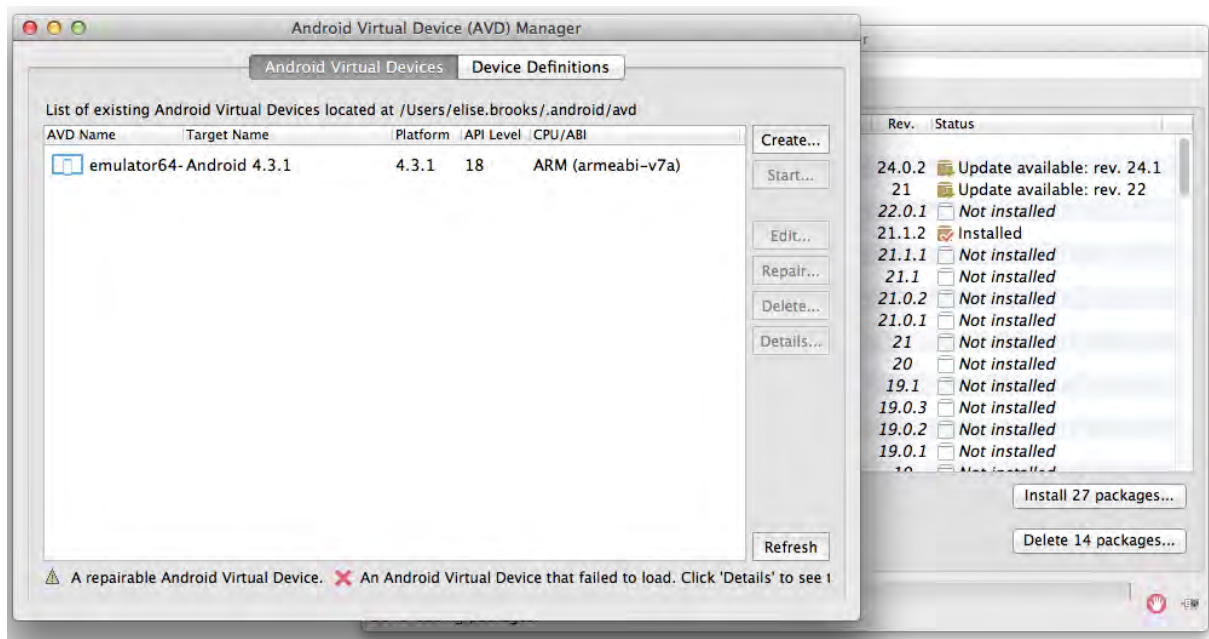 Android Virtual Device (AVD) Manager
Android Virtual Devices Device Definitions
List of existing Android Virtual Devices located at /Users/elise.brooks/.android/avd
AVD Name Target Name Platform API Level CPU/ABI
emulator64- Android 4.3.1 4.3.1 18 ARM (armeabi-v7a)
Create...
Start...
Edit...
Repair...
Delete...
Details...
Refresh
A repairable Android Virtual Device. An Android Virtual Device that failed to load. Click 'Details' to see
Rev. Status
24.0.2 Update available: rev. 24.1
21 Update available: rev. 22
22.0.1 Not installed
21.1.2 Installed
21.1.1 Not installed
21.1 Not installed
21.0.2 Not installed
21.0.1 Not installed
21 Not installed
20 Not installed
19.1 Not installed
19.0.3 Not installed
19.0.2 Not installed
19.0.1 Not installed
Install 27 packages...
Delete 14 packages...